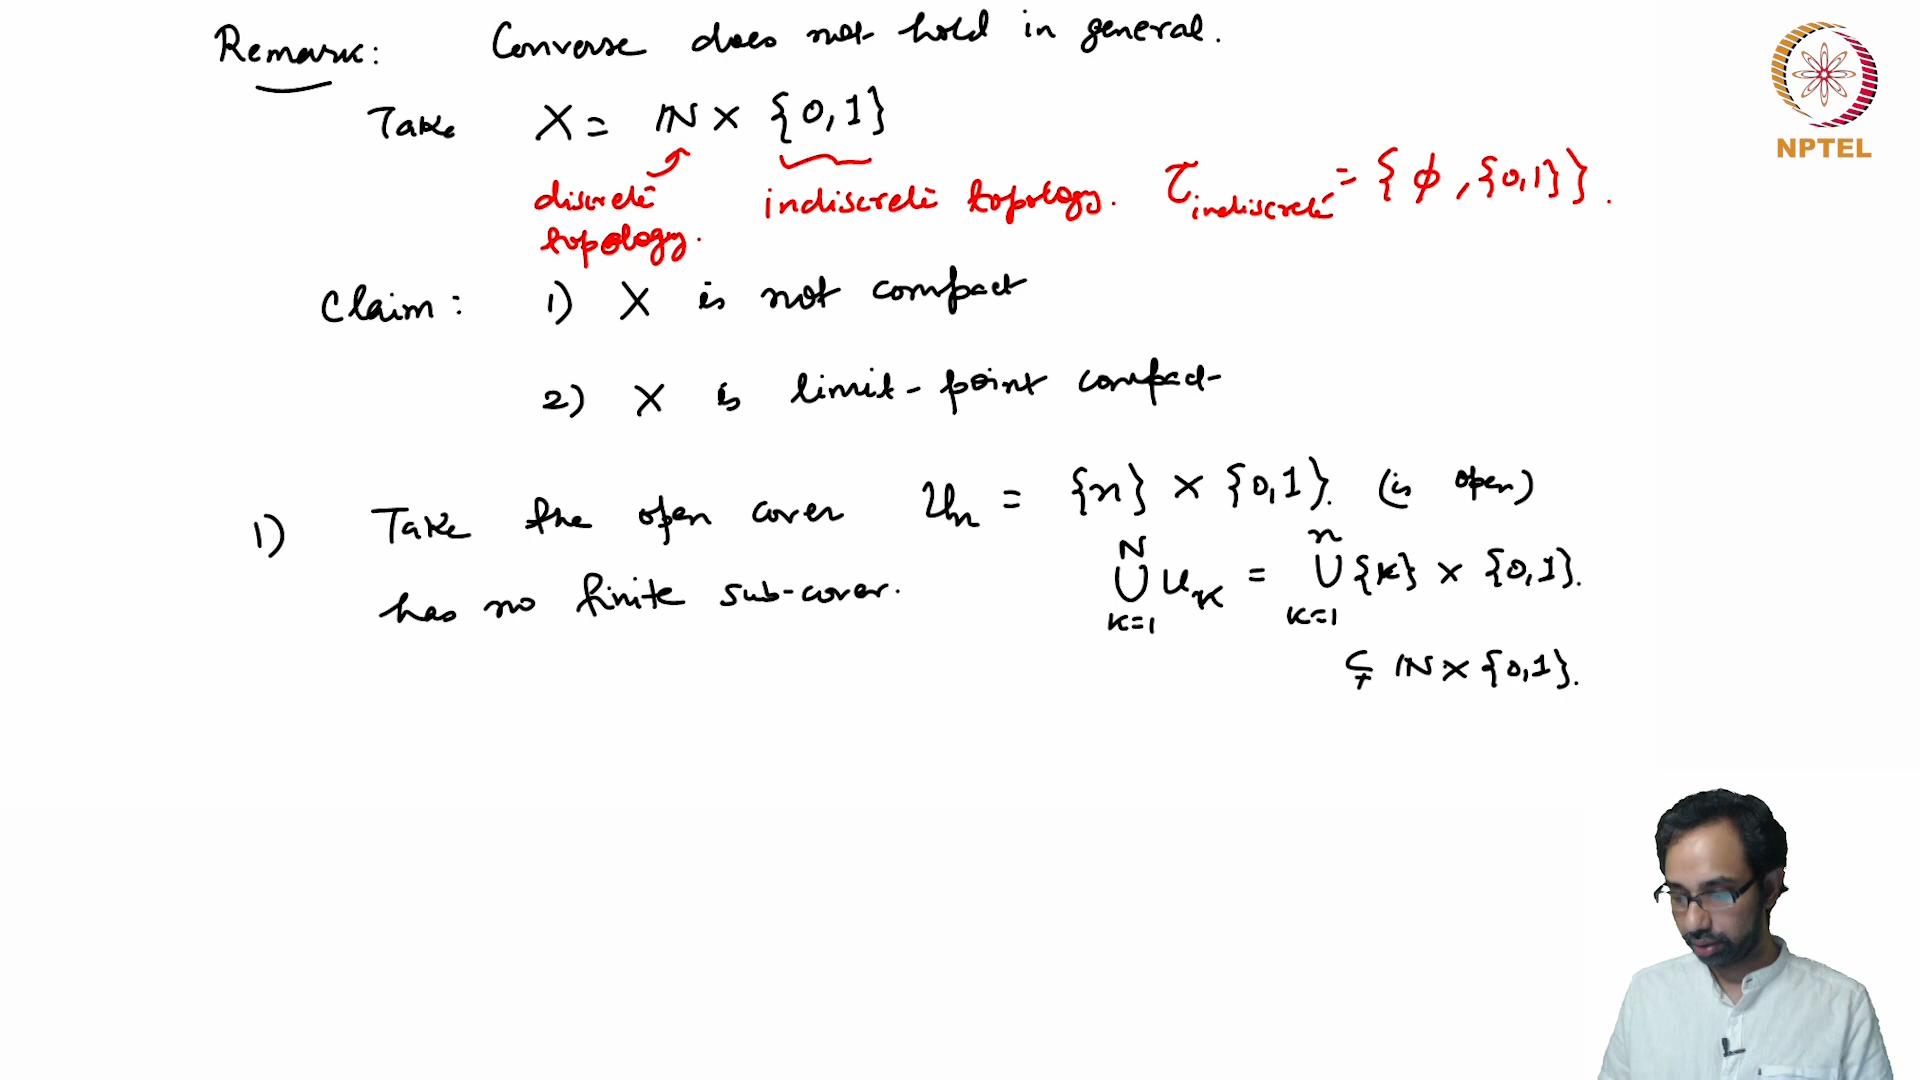 Remark: Converse does not hold in general.
NPTEL
Take X = ℕ × {0,1}
discrete topology. indiscrete topology. τ_indiscrete = {φ, {0,1}}.
Claim: 1) X is not compact
2) X is limit-point compact
1) Take the open cover U_n = {n} × {0,1}. (is open)
has no finite sub-cover. ⋃_{k=1}^{N} U_k = ⋃_{k=1}^{n} {k} × {0,1}.
⊊ ℕ × {0,1}.